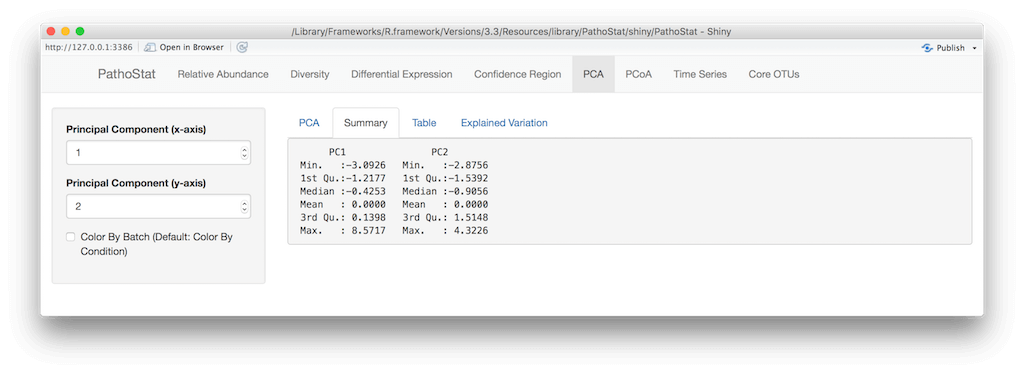 /Library/Frameworks/R.framework/Versions/3.3/Resources/library/PathoStat/shiny/PathoStat - Shiny
http://127.0.0.1:3386 Open in Browser Publish
PathoStat Relative Abundance Diversity Differential Expression Confidence Region PCA PCoA Time Series Core OTUs
Principal Component (x-axis)
1
Principal Component (y-axis)
2
Color By Batch (Default: Color By
Condition)
PCA Summary Table Explained Variation
PC1 PC2
Min. :-3.0926 Min. :-2.8756
1st Qu.:-1.2177 1st Qu.:-1.5392
Median :-0.4253 Median :-0.9056
Mean : 0.0000 Mean : 0.0000
3rd Qu.: 0.1398 3rd Qu.: 1.5148
Max. : 8.5717 Max. : 4.3226